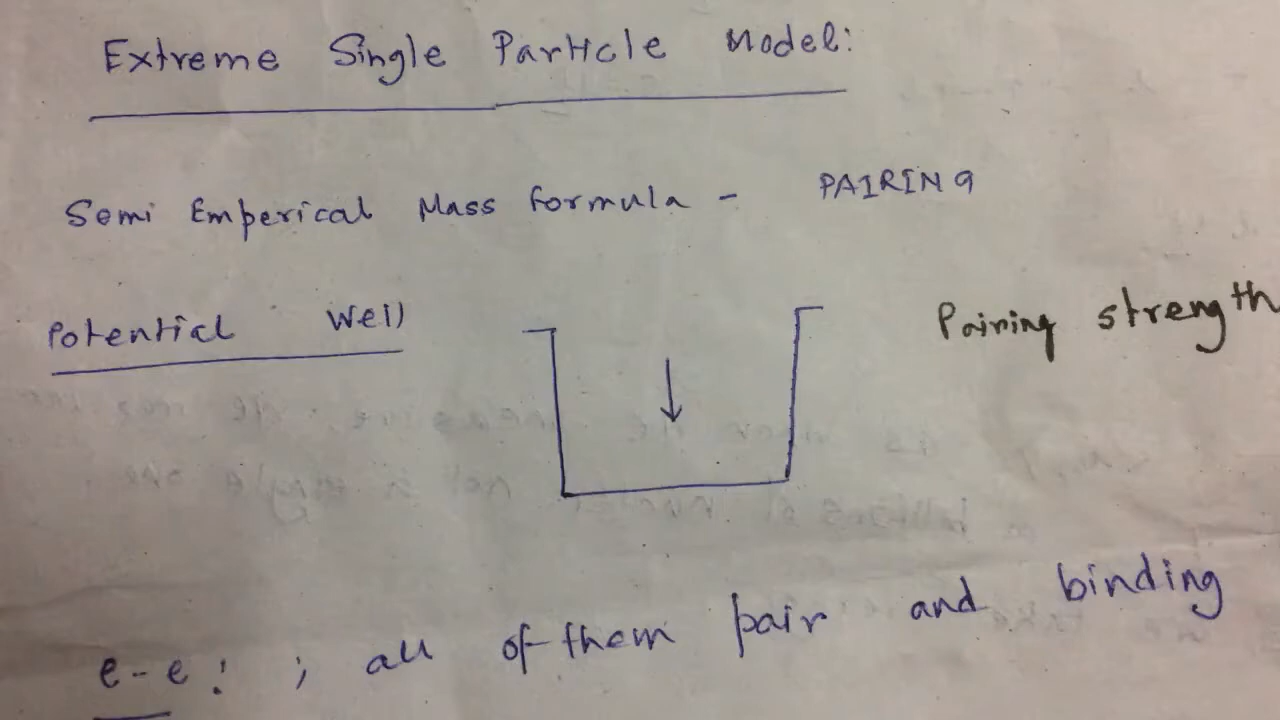 Extreme Single Particle Model:
Semi Emperical Mass formula - PAIRING
Potential Well
Pairing strength
e-e: ; all of them pair and binding